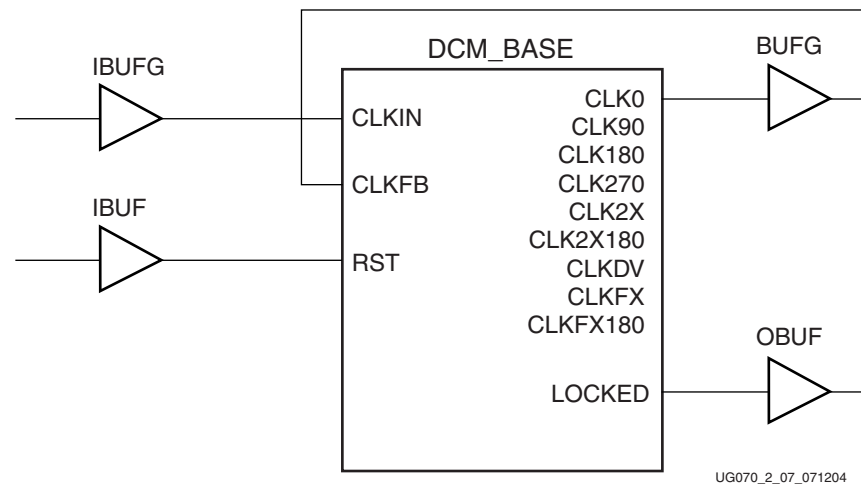 DCM_BASE
BUFG
IBUFG
CLK0
CLKIN
CLK90
CLK180
CLKFB
CLK270
IBUF
CLK2X
CLK2X180
RST
CLKDV
CLKFX
CLKFX180
OBUF
LOCKED
UG070_2_07_071204